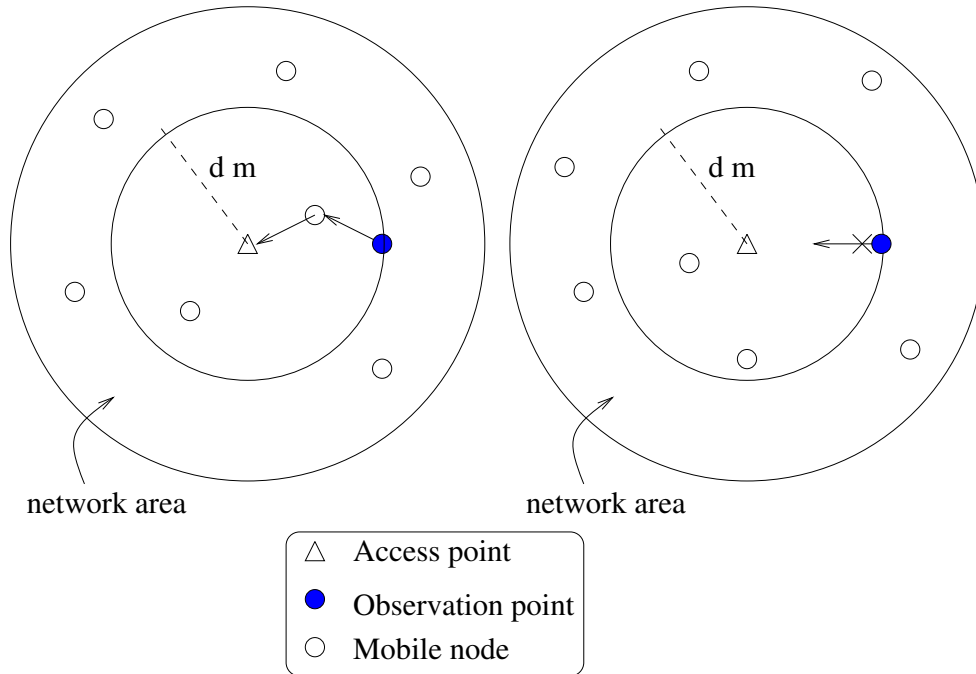 d m
d m
network area
network area
Access point
Observation point
Mobile node